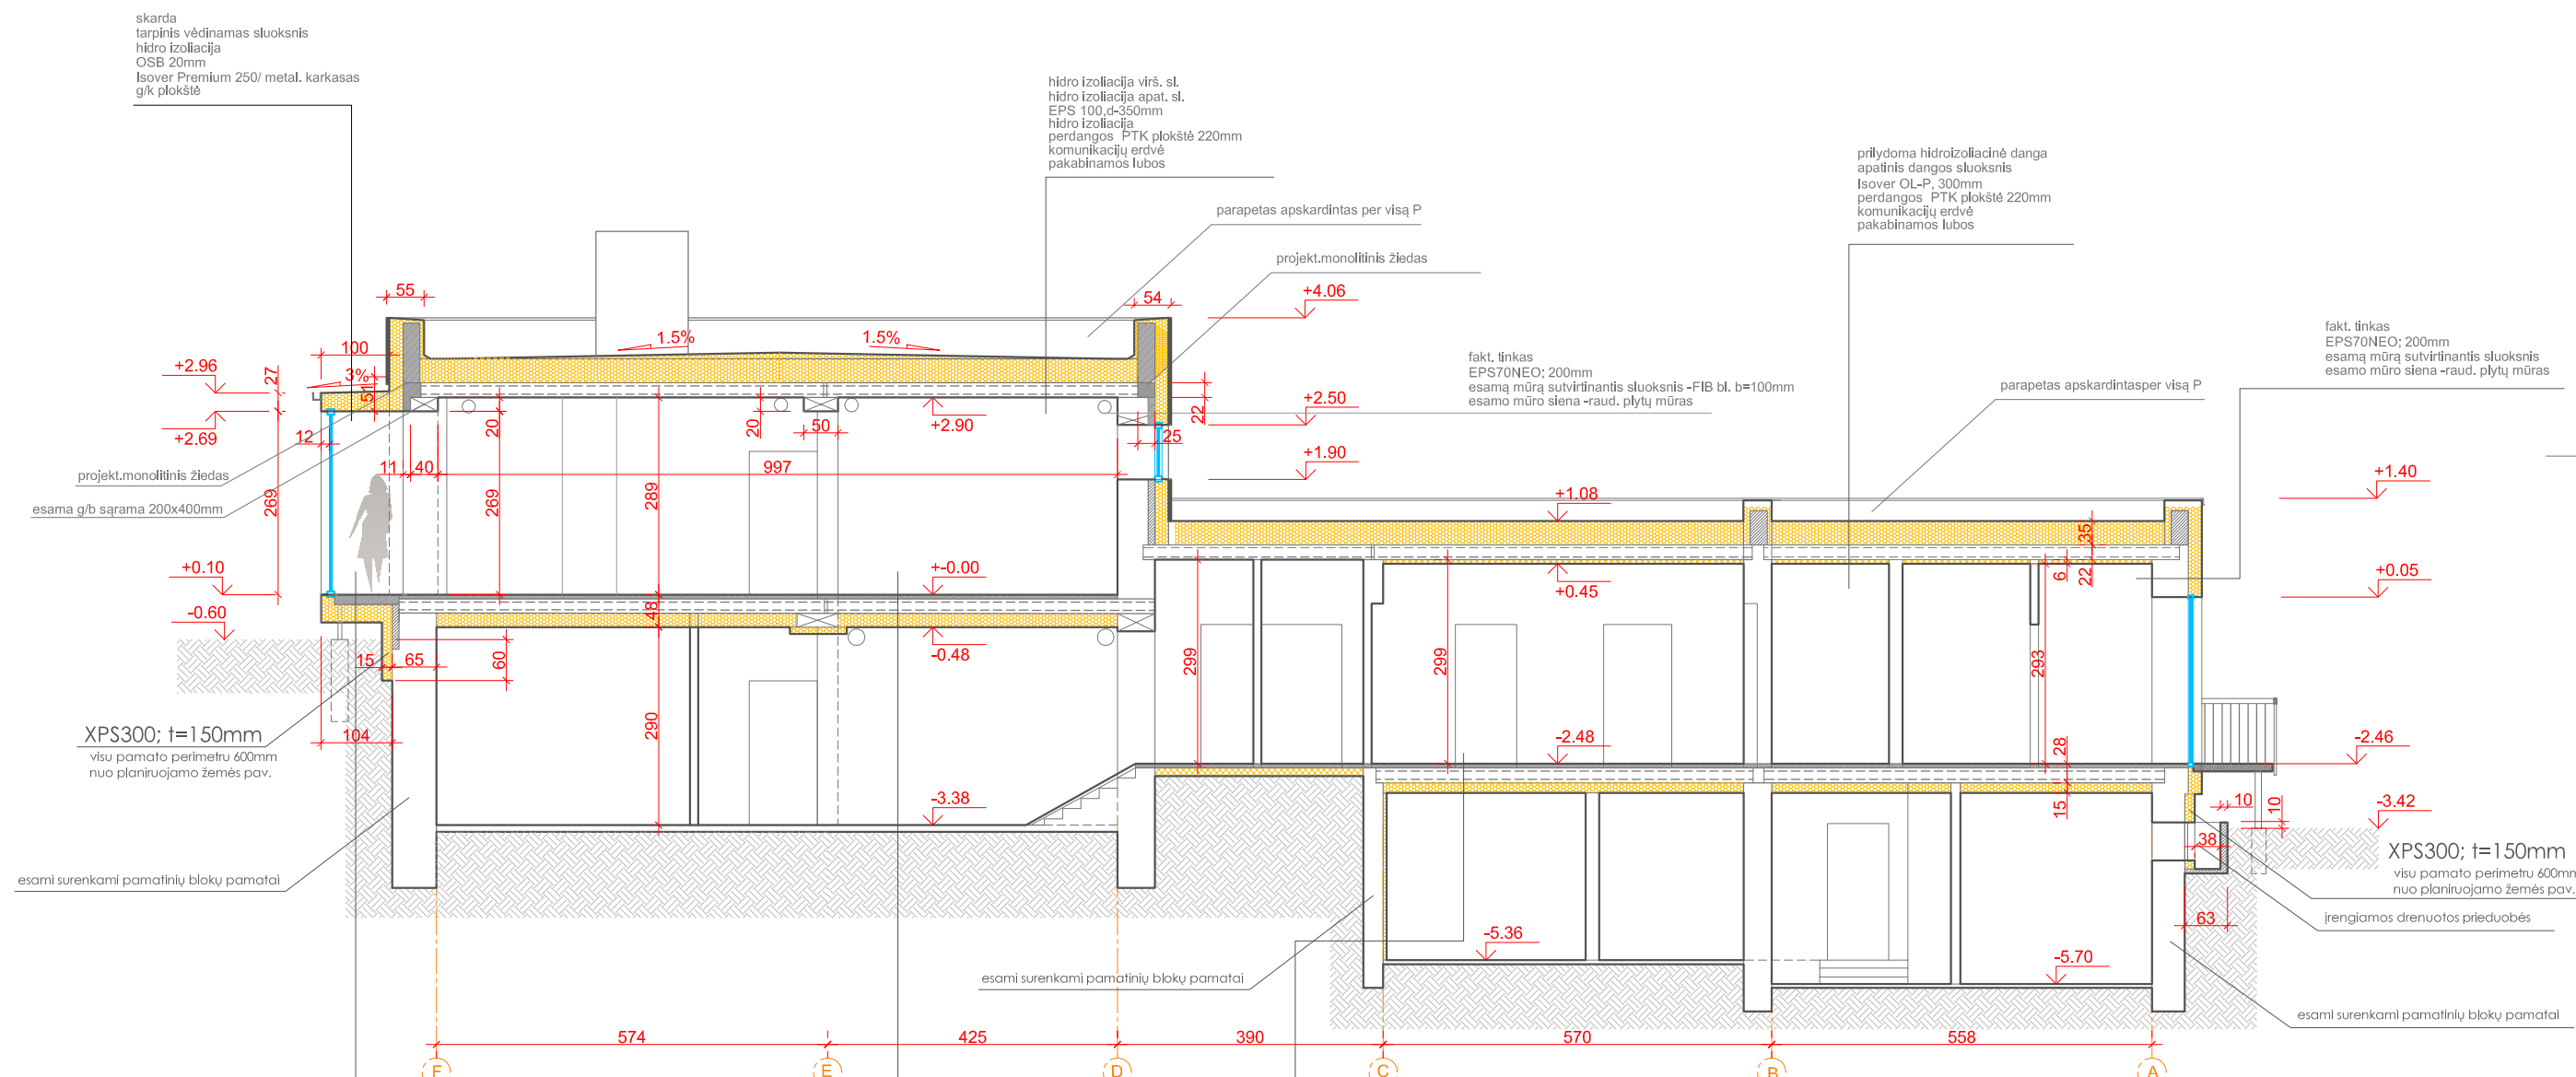 skarda
tarpinis vėdinamas sluoksnis
hidro izoliacija
OSB 20mm
Isover Premium 250/ metal. karkasas
g/k plokštė
hidro izoliacija virš. sl.
hidro izoliacija apat. sl.
EPS 100,d-350mm
hidro izoliacija
perdangos PTK plokštė 220mm
komunikacijų erdvė
pakabinamos lubos
prilydoma hidroizoliacinė danga
apatinis dangos sluoksnis
Isover OL-P, 300mm
perdangos PTK plokštė 220mm
komunikacijų erdvė
pakabinamos lubos
parapetas apskardintas per visą P
projekt.monolitinis žiedas
fakt. tinkas
EPS70NEO; 200mm
esamą mūrą sutvirtinantis sluoksnis -FIB bl. b=100mm
esamo mūro siena -raud. plytų mūras
fakt. tinkas
EPS70NEO; 200mm
esamą mūrą sutvirtinantis sluoksnis
esamo mūro siena -raud. plytų mūras
parapetas apskardintasper visą P
55
54
+4.06
1.5%
1.5%
100
3%
51
27
+2.96
+2.69
12
20
20
50
+2.90
22
25
+2.50
+1.90
11
40
997
projekt.monolitinis žiedas
esama g/b sąrama 200x400mm
269
269
289
+1.08
+1.40
35
+0.10
+-0.00
+0.45
6
22
+0.05
-0.60
48
-0.48
15
65
60
299
299
293
XPS300; t=150mm
visu pamato perimetru 600mm
nuo planiruojamo žemės pav.
104
290
-2.48
28
-2.46
-3.38
15
10
10
-3.42
38
XPS300; t=150mm
visu pamato perimetru 600mm
nuo planiruojamo žemės pav.
esami surenkami pamatinių blokų pamatai
63
įrengiamos drenuotos prieduobės
-5.36
-5.70
esami surenkami pamatinių blokų pamatai
esami surenkami pamatinių blokų pamatai
574
425
390
570
558
F
E
D
C
B
A